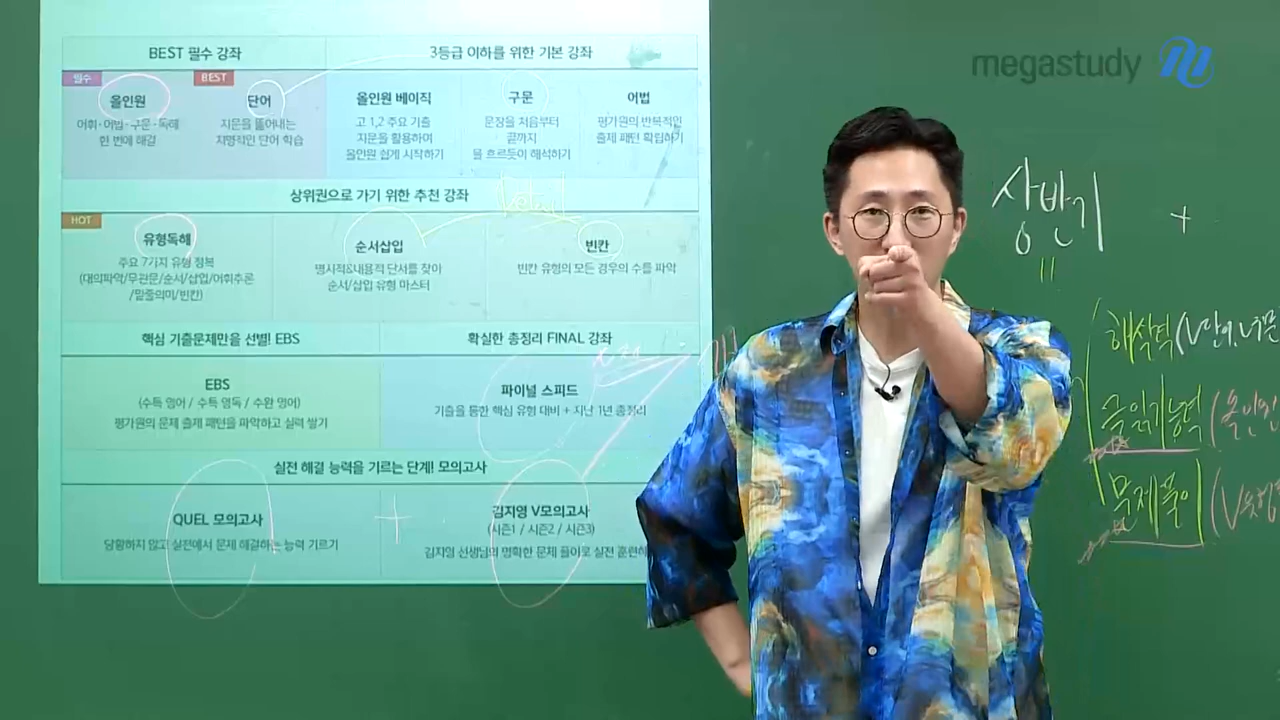 BEST 필수 강좌
3등급 이하를 위한 기본 강좌
megastudy
필수
올인원
어휘·어법·구문·독해
한 번에 해결
BEST
단어
지문을 뚫어내는
치명적인 단어 학습
올인원 베이직
고 1,2 주요 기출
지문을 활용하여
올인원 쉽게 시작하기
구문
문장을 처음부터
끝까지
물 흐르듯이 해석하기
어법
평가원의 반복적인
출제 패턴 확립하기
상위권으로 가기 위한 추천 강좌
HOT
유형독해
주요 7가지 유형 정복
(대의파악/무관문/순서/삽입/어휘추론
/밑줄의미/빈칸)
순서삽입
명시적&내용적 단서를 찾아
순서/삽입 유형 마스터
빈칸
빈칸 유형의 모든 경우의 수를 파악
핵심 기출문제만을 선별! EBS
확실한 총정리 FINAL 강좌
EBS
(수특 영어 / 수특 영독 / 수완 영어)
평가원의 문제 출제 패턴을 파악하고 실력 쌓기
파이널 스피드
기출을 통한 핵심 유형 대비 + 지난 1년 총정리
실전 해결 능력을 기르는 단계! 모의고사
QUEL 모의고사
당황하지 않고 실전에서 문제 해결하는 능력 기르기
+
김지영 V모의고사
(시즌1 / 시즌2 / 시즌3)
김지영 선생님의 명확한 문제 풀이로 실전 훈련하
상반기 +
해석력
글읽기능력 (올인원
문제풀이